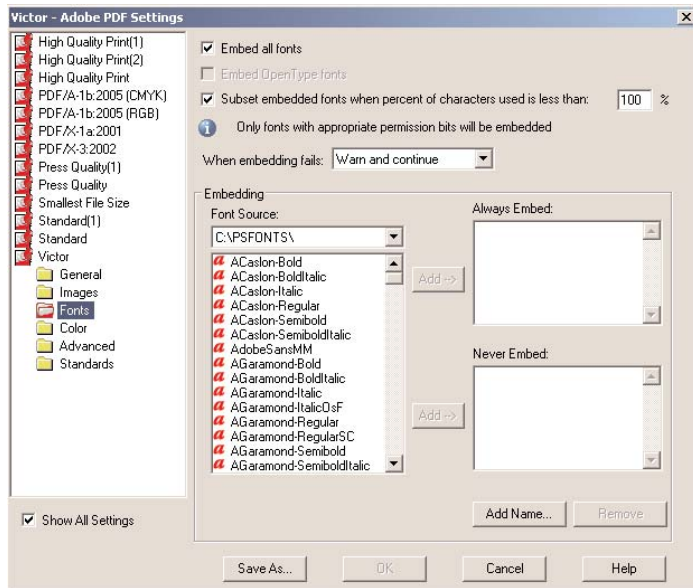 Victor - Adobe PDF Settings
High Quality Print(1)
High Quality Print(2)
High Quality Print
PDF/A-1b:2005 (CMYK)
PDF/A-1b:2005 (RGB)
PDF/X-1a:2001
PDF/X-3:2002
Press Quality(1)
Press Quality
Smallest File Size
Standard(1)
Standard
Victor
General
Images
Fonts
Color
Advanced
Standards
Show All Settings
Embed all fonts
Embed OpenType fonts
Subset embedded fonts when percent of characters used is less than: 100 %
Only fonts with appropriate permission bits will be embedded
When embedding fails: Warn and continue
Embedding
Font Source:
C:\PSFONTS\
ACaslon-Bold
ACaslon-BoldItalic
ACaslon-Italic
ACaslon-Regular
ACaslon-Semibold
ACaslon-SemiboldItalic
AdobeSansMM
AGaramond-Bold
AGaramond-BoldItalic
AGaramond-Italic
AGaramond-ItalicOsF
AGaramond-Regular
AGaramond-RegularSC
AGaramond-Semibold
AGaramond-SemiboldItalic
Add -->
Add -->
Always Embed:
Never Embed:
Add Name...
Remove
Save As...
OK
Cancel
Help